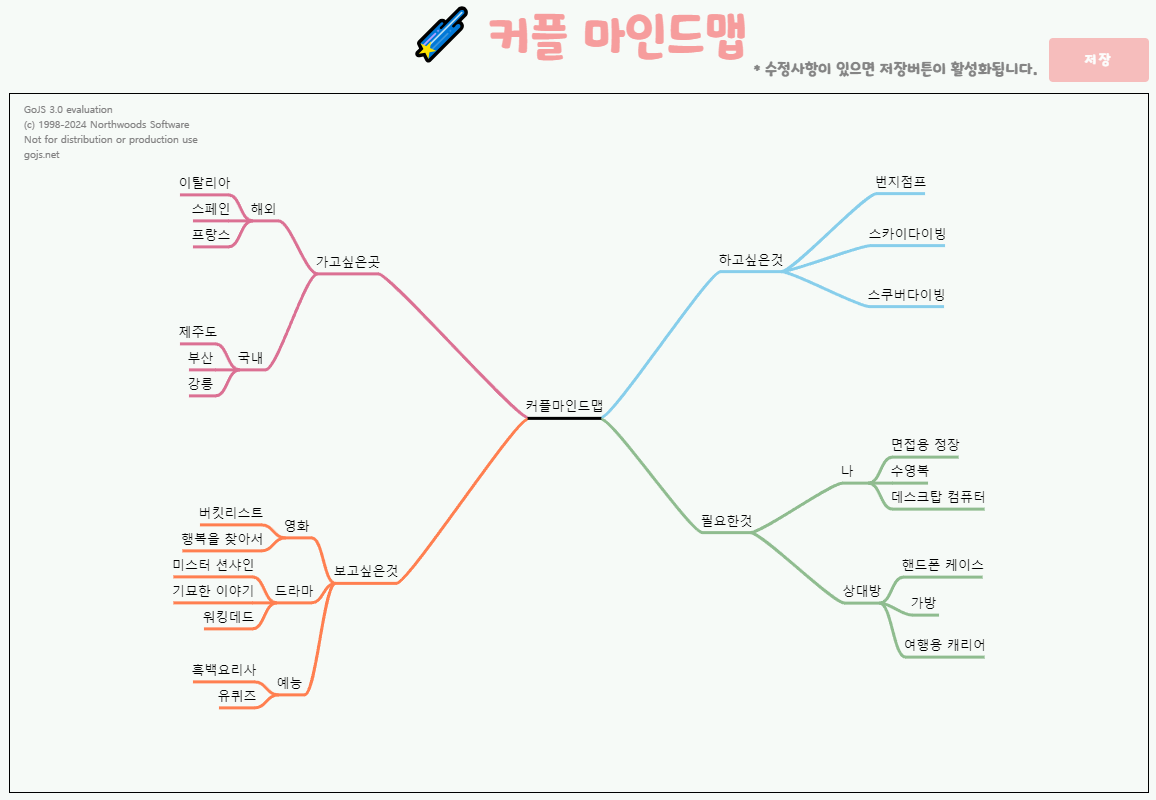 커플 마인드맵
* 수정사항이 있으면 저장버튼이 활성화됩니다.
저장
GoJS 3.0 evaluation
(c) 1998-2024 Northwoods Software
Not for distribution or production use
gojs.net
이탈리아
스페인
프랑스
해외
가고싶은곳
제주도
부산
강릉
국내
번지점프
스카이다이빙
스쿠버다이빙
하고싶은것
커플마인드맵
버킷리스트
행복을 찾아서
영화
미스터 션샤인
기묘한 이야기
워킹데드
드라마
보고싶은것
흑백요리사
유퀴즈
예능
필요한것
나
면접용 정장
수영복
데스크탑 컴퓨터
상대방
핸드폰 케이스
가방
여행용 캐리어